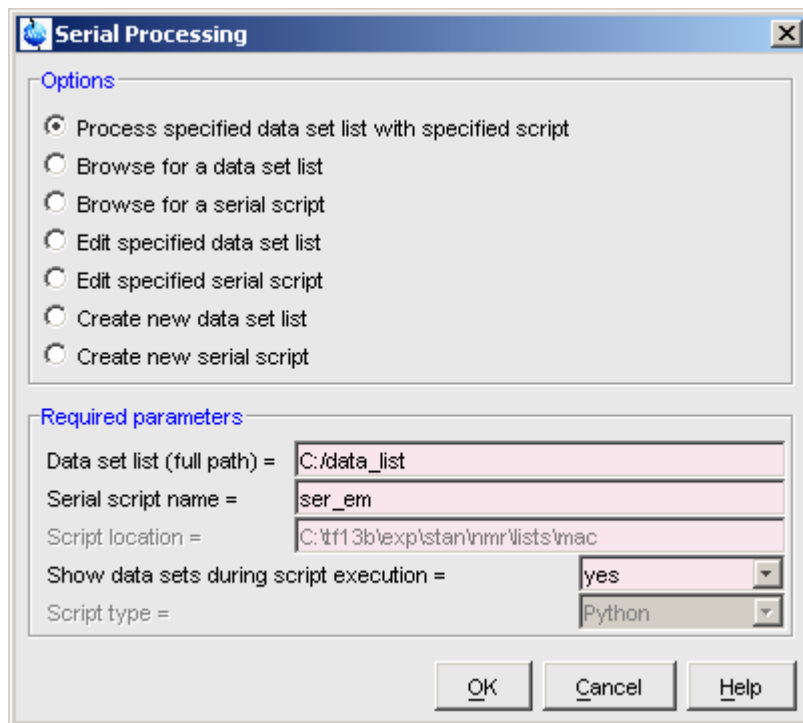 Serial Processing
Options
Process specified data set list with specified script
Browse for a data set list
Browse for a serial script
Edit specified data set list
Edit specified serial script
Create new data set list
Create new serial script
Required parameters
Data set list (full path) = C:/data_list
Serial script name = ser_em
Script location = C:\tf13b\exp\stan\nmr\lists\mac
Show data sets during script execution = yes
Script type = Python
OK Cancel Help